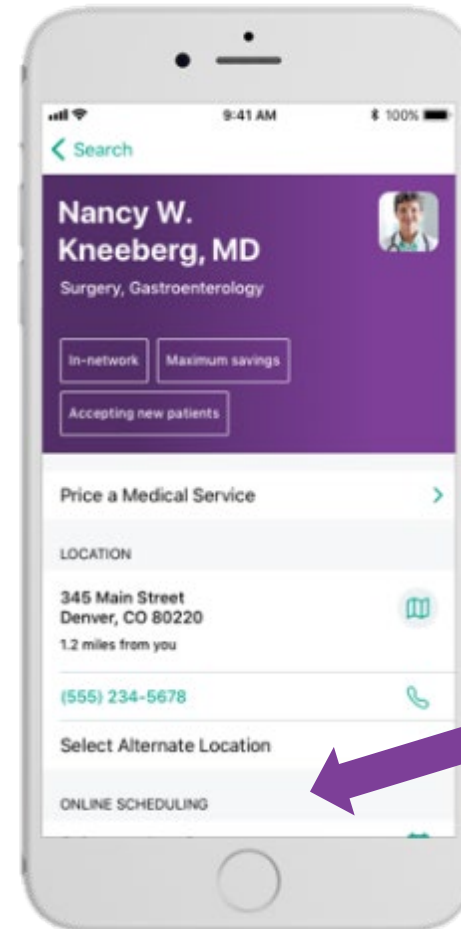 9:41 AM
100%
Search
Nancy W.
Kneeberg, MD
Surgery, Gastroenterology
In-network
Maximum savings
Accepting new patients
Price a Medical Service
LOCATION
345 Main Street
Denver, CO 80220
1.2 miles from you
(555) 234-5678
Select Alternate Location
ONLINE SCHEDULING